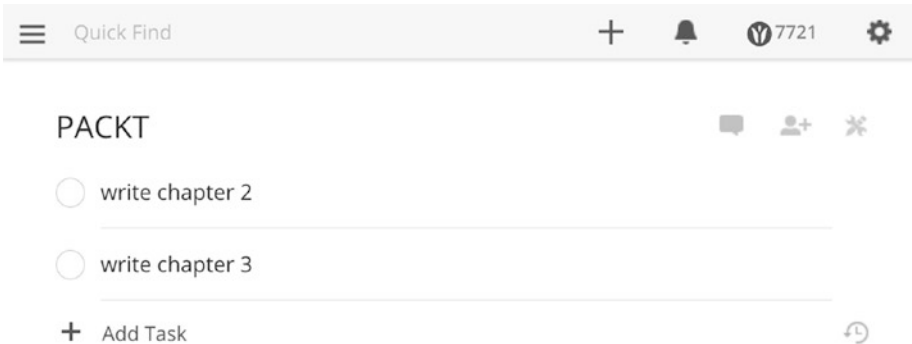 Quick Find 7721
PACKT
write chapter 2
write chapter 3
Add Task